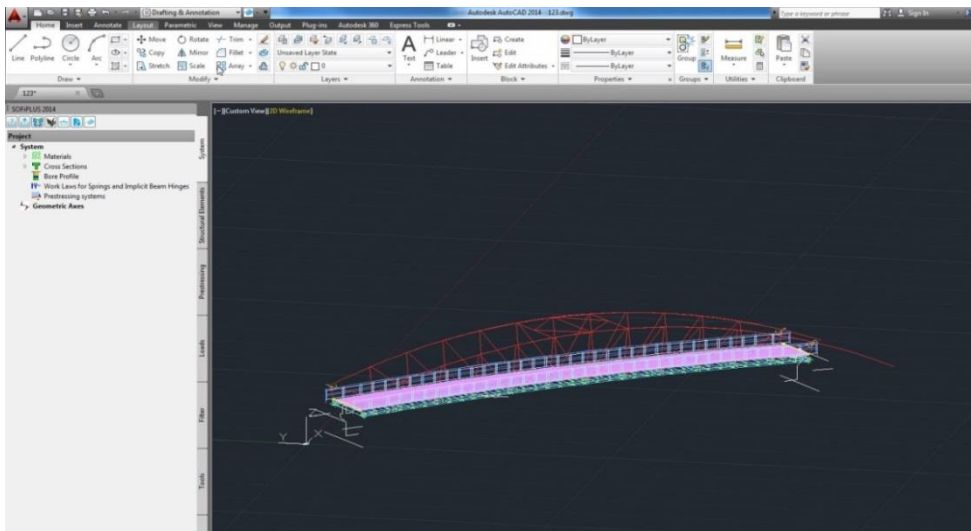 Drafting & Annotation
Autodesk AutoCAD 2014 123.dwg
Type a keyword or phrase
Sign In
Home Insert Annotate Layout Parametric View Manage Output Plug-ins Autodesk 360 Express Tools
Line Polyline Circle Arc
Move Rotate Trim
Copy Mirror Fillet
Stretch Scale Array
Unsaved Layer State
0
Text
Linear
Leader
Table
Insert
Create
Edit
Edit Attributes
ByLayer
ByLayer
ByLayer
Group
Measure
Paste
Draw Modify Layers Annotation Block Properties Groups Utilities Clipboard
123*
SOFiPLUS 2014
[−][Custom View][2D Wireframe]
Project
System
Materials
Cross Sections
Bore Profile
Work Laws for Springs and Implicit Beam Hinges
Prestressing systems
Geometric Axes
System
Structural Elements
Prestressing
Loads
Filter
Tools
Z
Y
X